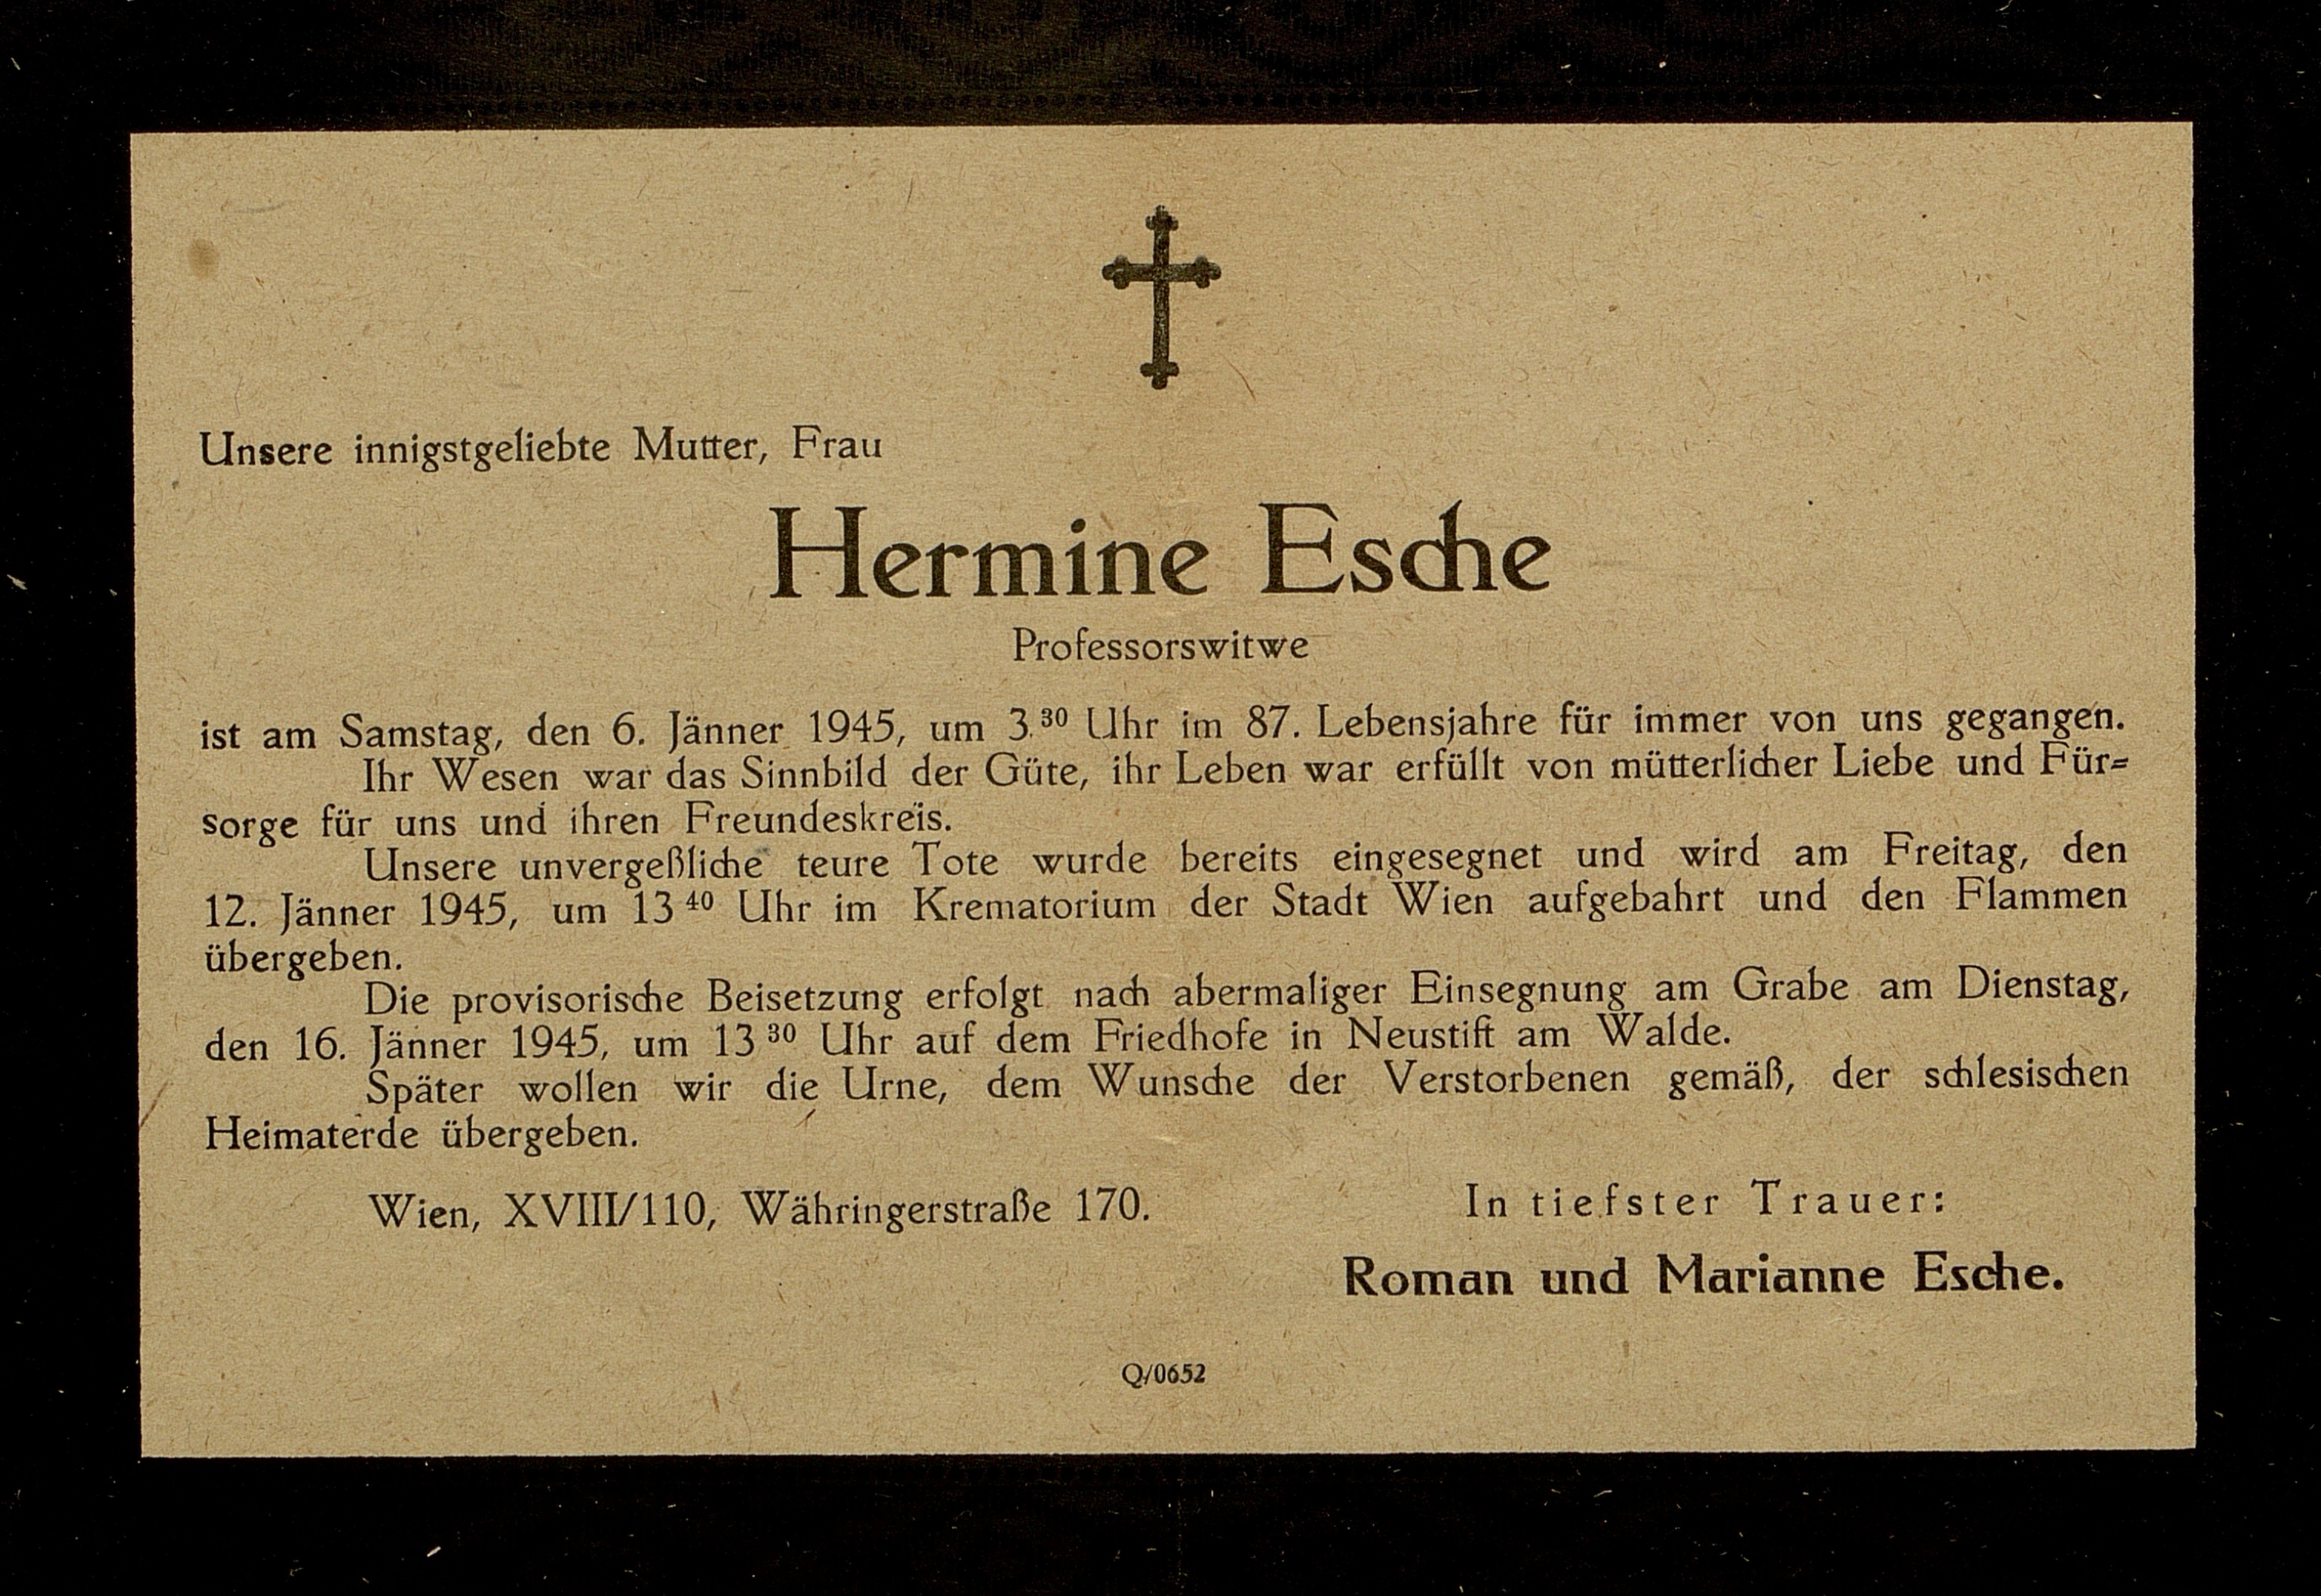 Unsere innigstgeliebte Mutter, Frau
Hermine Esche
Professorswitwe
ist am Samstag, den 6. Jänner 1945, um 3.³⁰ Uhr im 87. Lebensjahre für immer von uns gegangen.
Ihr Wesen war das Sinnbild der Güte, ihr Leben war erfüllt von mütterlicher Liebe und Für=
sorge für uns und ihren Freundeskreis.
Unsere unvergeßliche teure Tote wurde bereits eingesegnet und wird am Freitag, den
12. Jänner 1945, um 13⁴⁰ Uhr im Krematorium der Stadt Wien aufgebahrt und den Flammen
übergeben.
Die provisorische Beisetzung erfolgt nach abermaliger Einsegnung am Grabe am Dienstag,
den 16. Jänner 1945, um 13³⁰ Uhr auf dem Friedhofe in Neustift am Walde.
Später wollen wir die Urne, dem Wunsche der Verstorbenen gemäß, der schlesischen
Heimaterde übergeben.
Wien, XVIII/110, Währingerstraße 170.
In tiefster Trauer:
Roman und Marianne Esche.
Q/0652